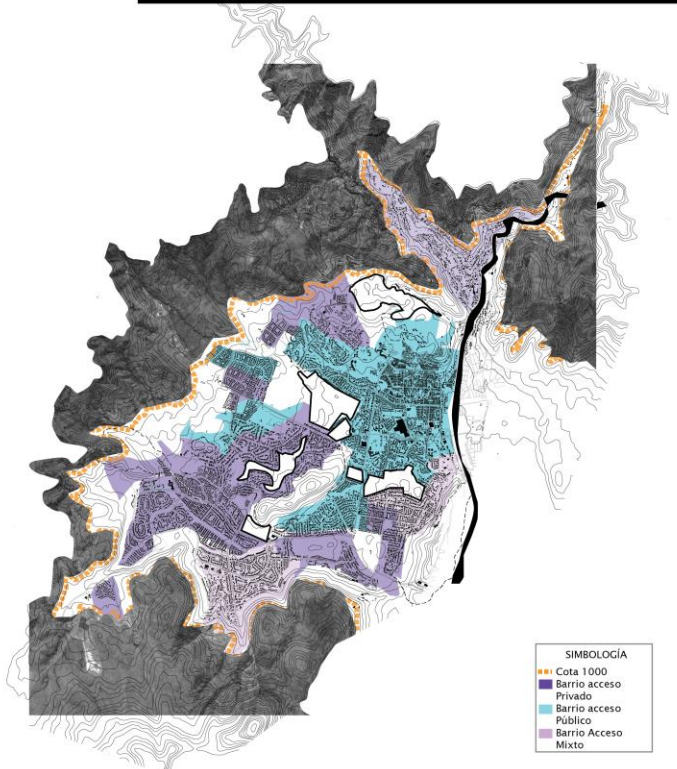 SIMBOLOGÍA
Cota 1000
Barrio acceso
Privado
Barrio acceso
Público
Barrio Acceso
Mixto